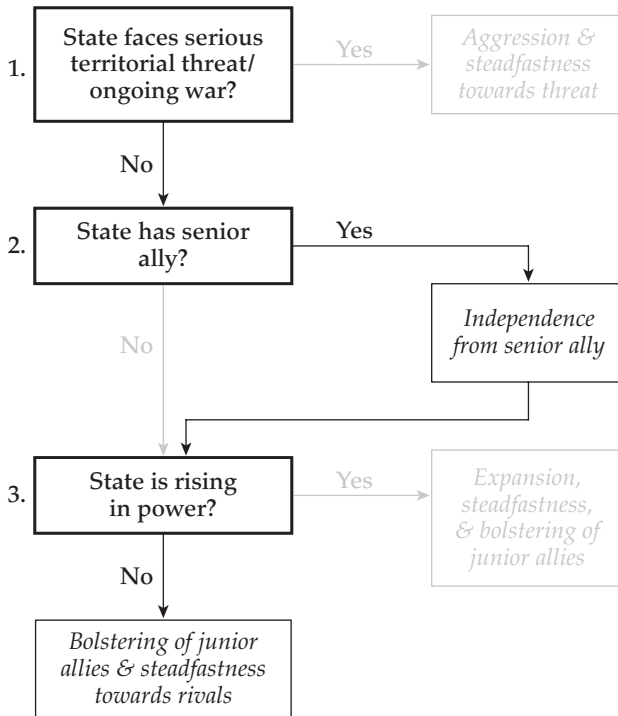 1.
State faces serious
territorial threat/
ongoing war?
Yes
Aggression &
steadfastness
towards threat
No
2.
State has senior
ally?
Yes
Independence
from senior ally
No
3.
State is rising
in power?
Yes
Expansion,
steadfastness,
& bolstering of
junior allies
No
Bolstering of junior
allies & steadfastness
towards rivals